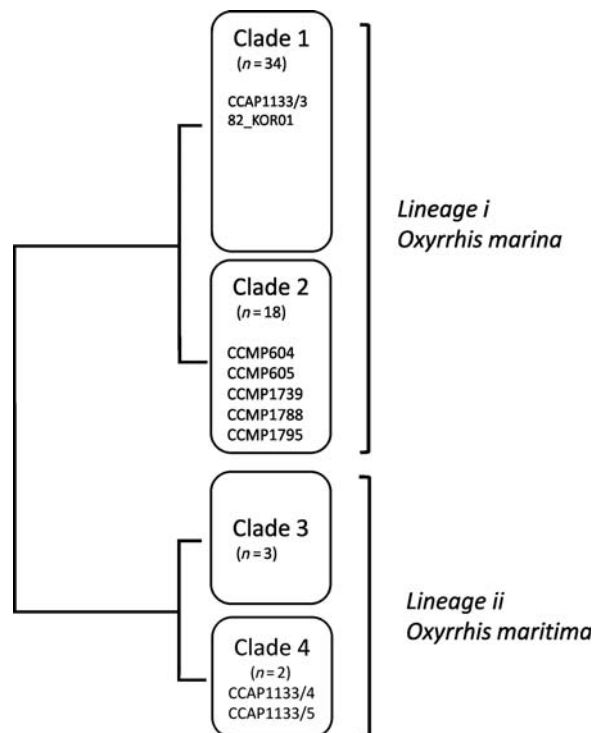 Clade 1
(n = 34)
CCAP1133/3
82_KOR01
Lineage i
Oxyrrhis marina
Clade 2
(n = 18)
CCMP604
CCMP605
CCMP1739
CCMP1788
CCMP1795
Clade 3
(n = 3)
Lineage ii
Oxyrrhis maritima
Clade 4
(n = 2)
CCAP1133/4
CCAP1133/5